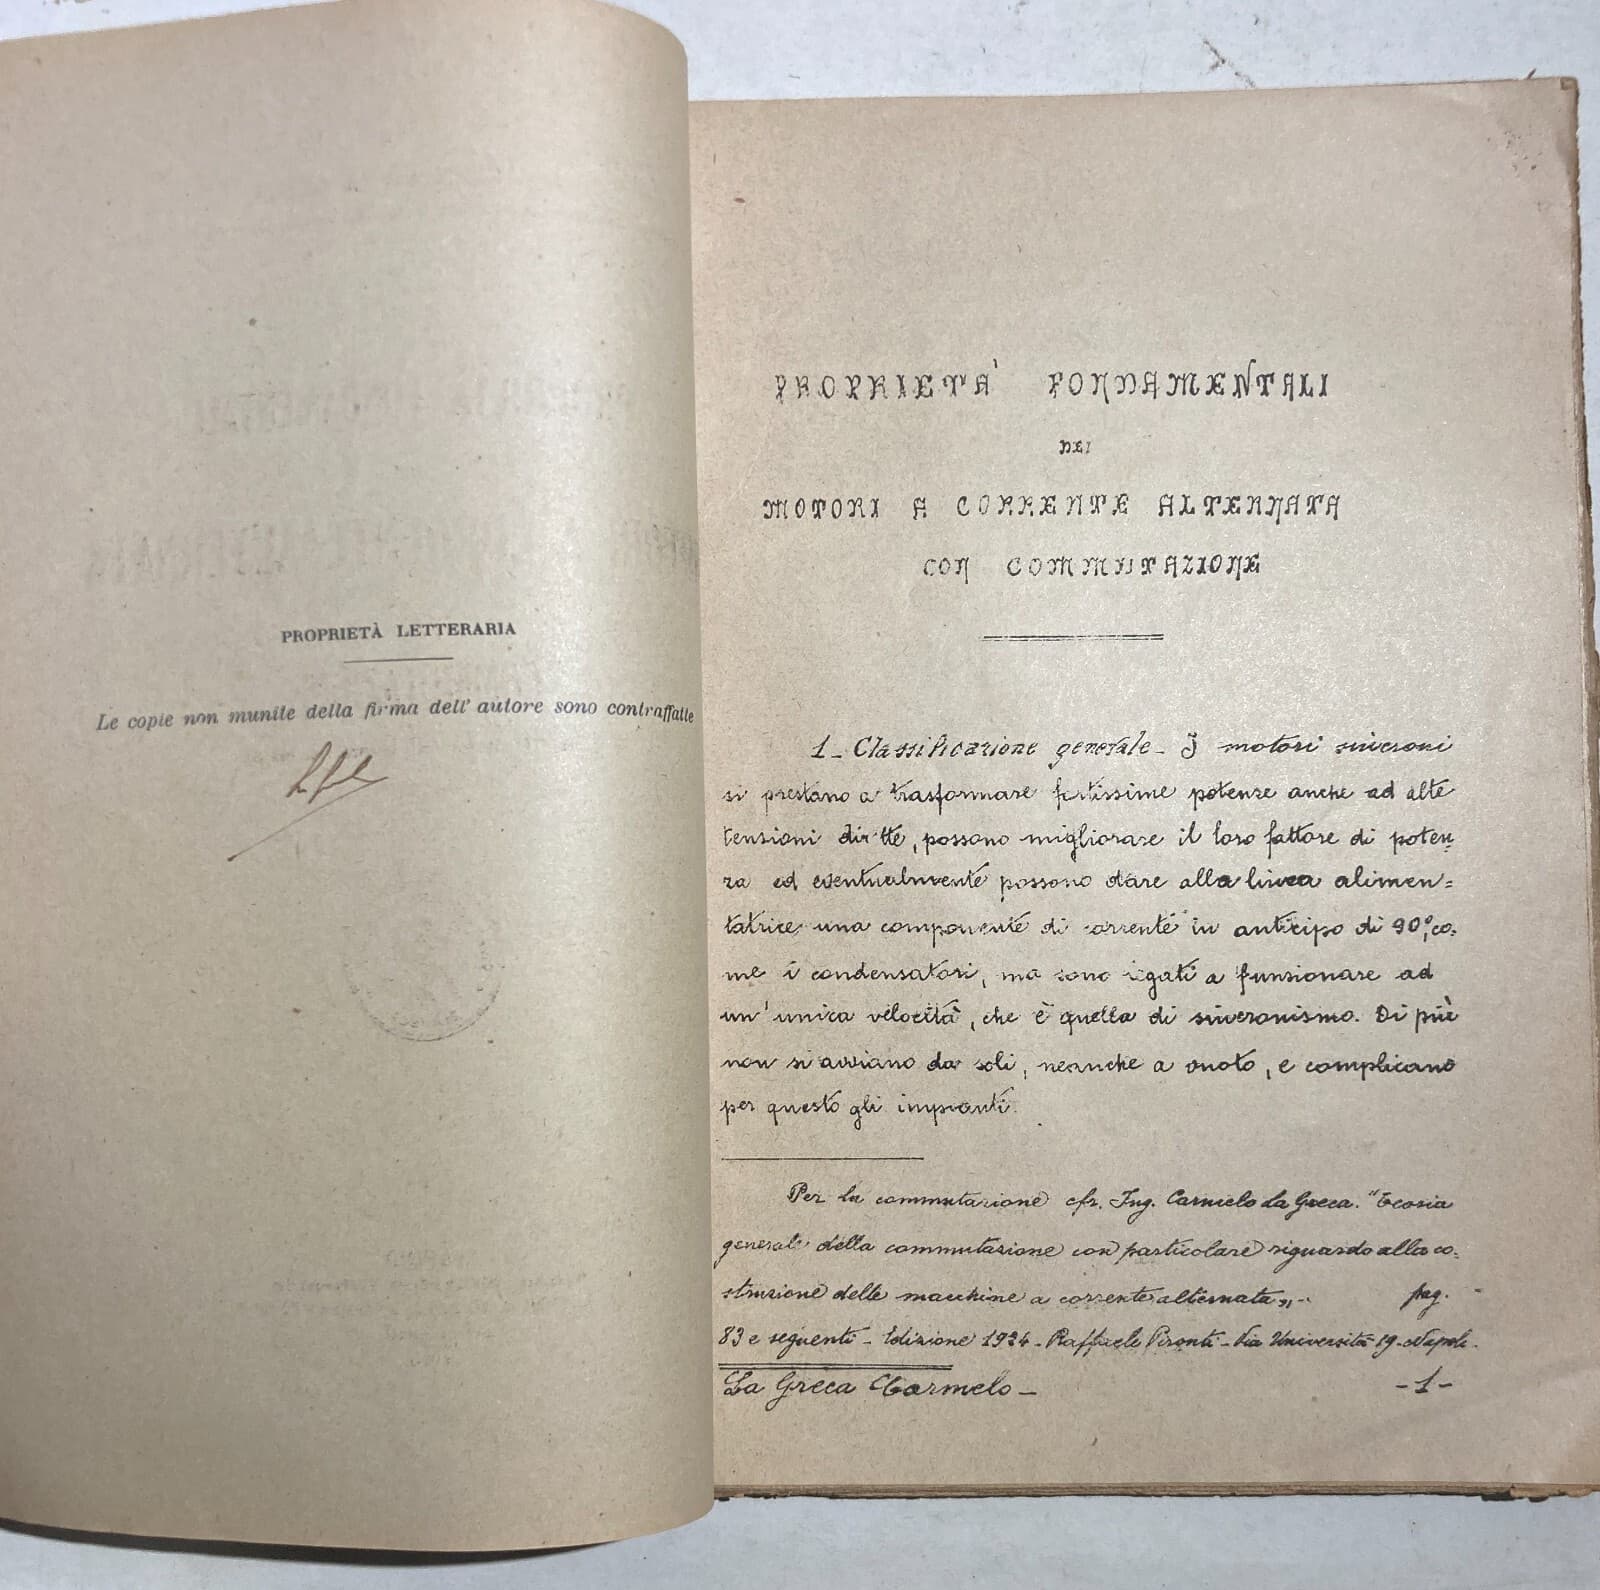 PROPRIETÀ LETTERARIA
Le copie non munite della firma dell' autore sono contraffatte
PROPRIETA' FONDAMENTALI
DEI
MOTORI A CORRENTE ALTERNATA
CON COMMUTAZIONE
1_ Classificazione generale_ I motori sincroni
si prestano a trasformare fortissime potenze anche ad alte
tensioni dirette, possono migliorare il loro fattore di poten=
za ed eventualmente possono dare alla linea alimen=
tatrice una componente di corrente in anticipo di 90°, co=
me i condensatori, ma sono legati a funzionare ad
un' unica velocità, che è quella di sincronismo. Di più
non si avviano da soli, neanche a vuoto, e complicano
per questo gli impianti.
Per la commutazione cfr. Ing. Carmelo La Greca. "Teoria
generale della commutazione con particolare riguardo alla co=
struzione delle macchine a corrente alternata„ - pag.
83 e seguenti _ Edizione 1924 _ Raffaele Pironti _ Via Università 19 - Napoli.
La Greca Carmelo _ -1-